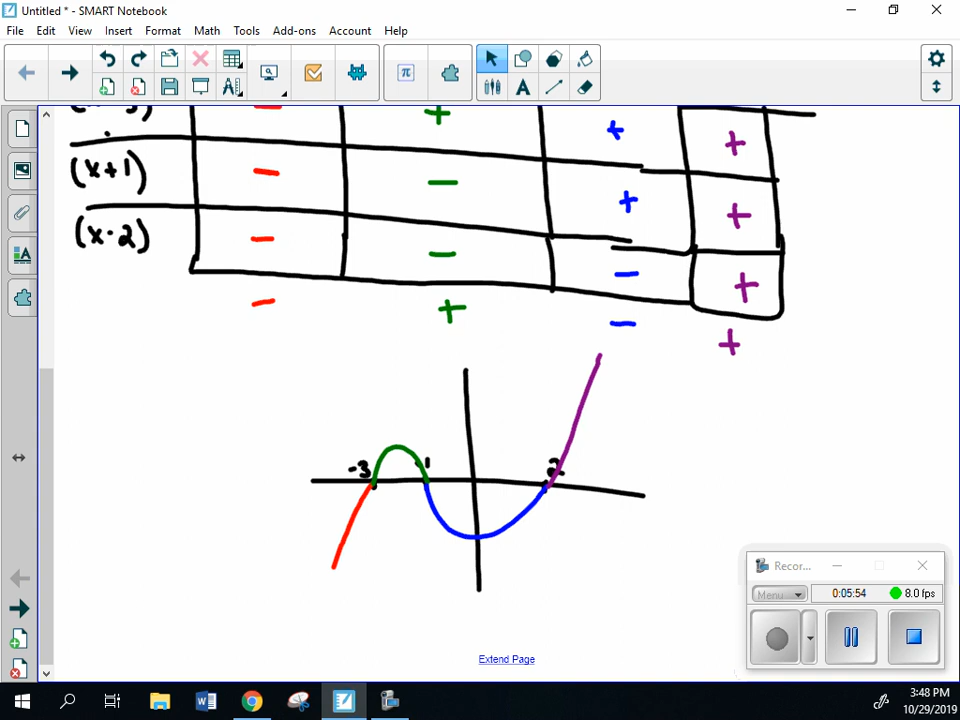 Untitled * - SMART Notebook
File Edit View Insert Format Math Tools Add-ons Account Help
π
A
A
- + +
+
(x+1) - - +
+
(x-2) - - -
+
- + -
+
-3 -1 2
Recor...
Menu 0:05:54 8.0 fps
Extend Page
3:48 PM
10/29/2019